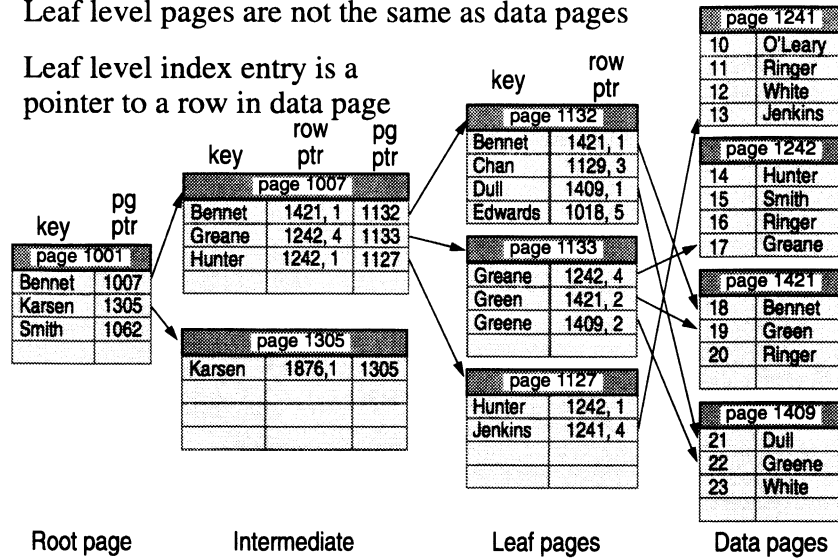 Leaf level pages are not the same as data pages
Leaf level index entry is a
pointer to a row in data page
key pg ptr
page 1001
Bennet 1007
Karsen 1305
Smith 1062
Root page
key row ptr pg ptr
page 1007
Bennet 1421, 1 1132
Greane 1242, 4 1133
Hunter 1242, 1 1127
page 1305
Karsen 1876,1 1305
Intermediate
key row ptr
page 1132
Bennet 1421, 1
Chan 1129, 3
Dull 1409, 1
Edwards 1018, 5
page 1133
Greane 1242, 4
Green 1421, 2
Greene 1409, 2
page 1127
Hunter 1242, 1
Jenkins 1241, 4
Leaf pages
page 1241
10 O'Leary
11 Ringer
12 White
13 Jenkins
page 1242
14 Hunter
15 Smith
16 Ringer
17 Greane
page 1421
18 Bennet
19 Green
20 Ringer
page 1409
21 Dull
22 Greene
23 White
Data pages